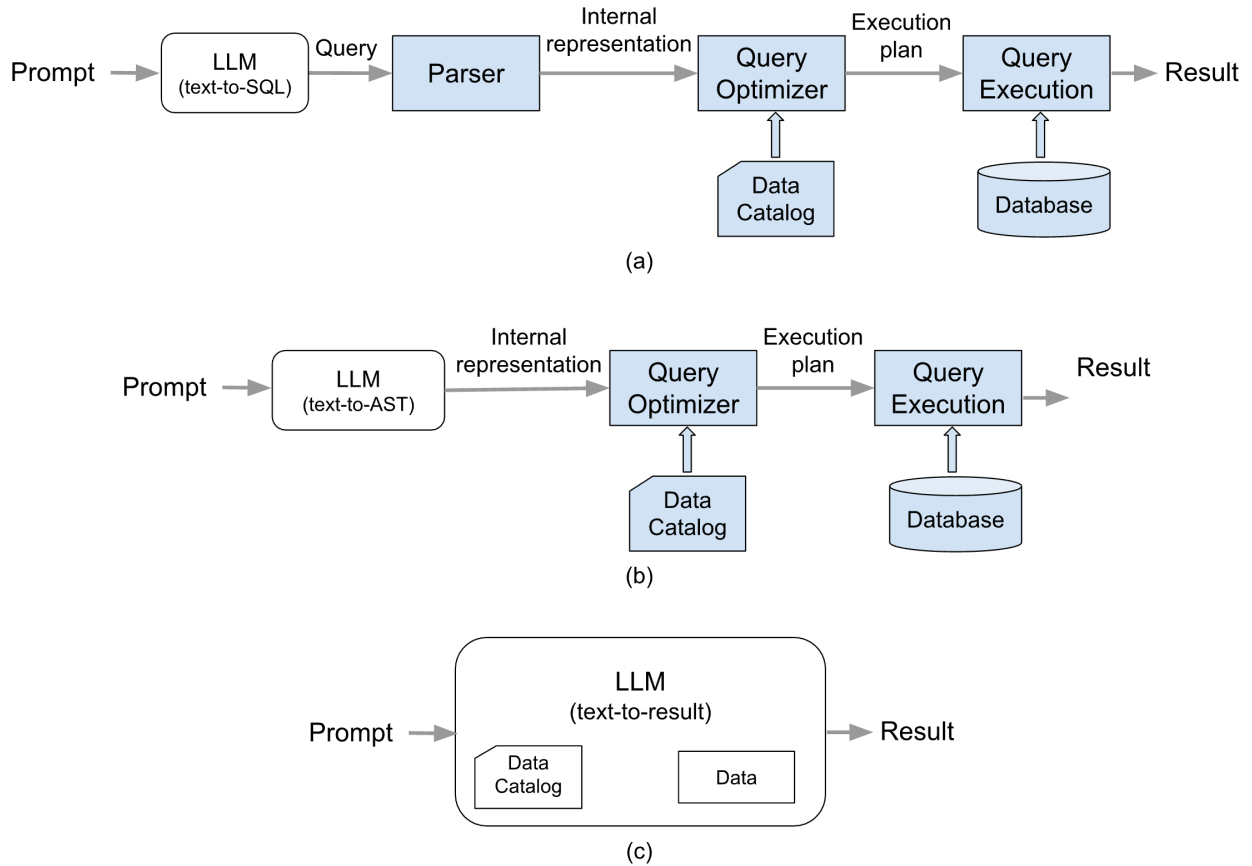 Prompt
LLM
(text-to-SQL)
Query
Parser
Internal
representation
Query
Optimizer
Execution
plan
Query
Execution
Result
Data
Catalog
Database
(a)
Prompt
LLM
(text-to-AST)
Internal
representation
Query
Optimizer
Execution
plan
Query
Execution
Result
Data
Catalog
Database
(b)
Prompt
LLM
(text-to-result)
Data
Catalog
Data
Result
(c)